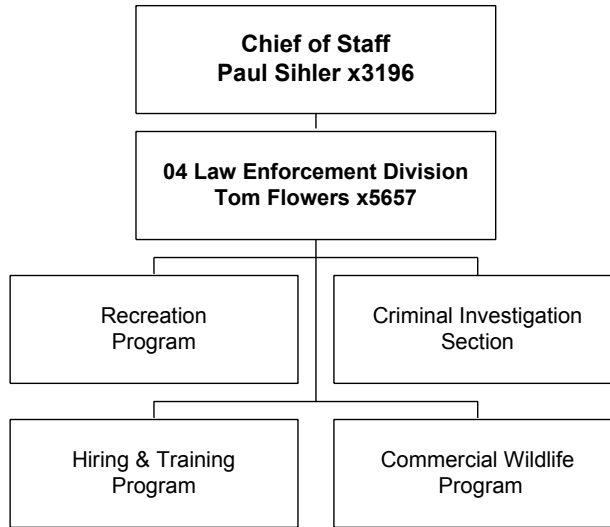 Chief of Staff
Paul Sihler x3196
04 Law Enforcement Division
Tom Flowers x5657
Recreation
Program
Criminal Investigation
Section
Hiring & Training
Program
Commercial Wildlife
Program